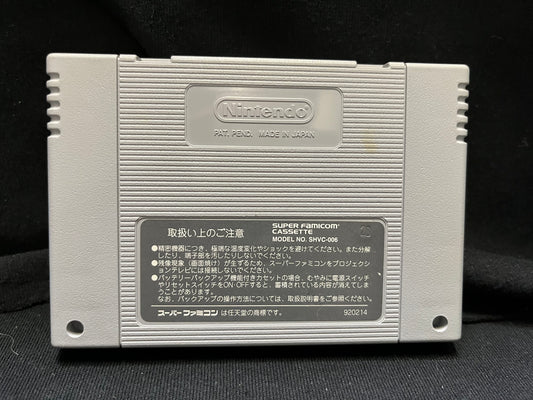 Nintendo
PAT. PEND. MADE IN JAPAN
取扱い上のご注意
SUPER FAMICOM
CASSETTE
MODEL NO. SHVC-006
●精密機器につき、極端な温度変化やショックを避けてください。また分解
したり、端子部を汚したりしないでください。
●残像現象(画面焼け)が生ずるため、スーパーファミコンをプロジェクション
テレビには接続しないでください。
●バッテリーバックアップ機能付きカセットの場合、むやみに電源スイッチ
やリセットスイッチをON・OFFすると、蓄積されている内容が消えてしま
うことがあります。
なお、バックアップの操作方法については、取扱説明書をご参照ください。
スーパーファミコンは任天堂の商標です。
920214